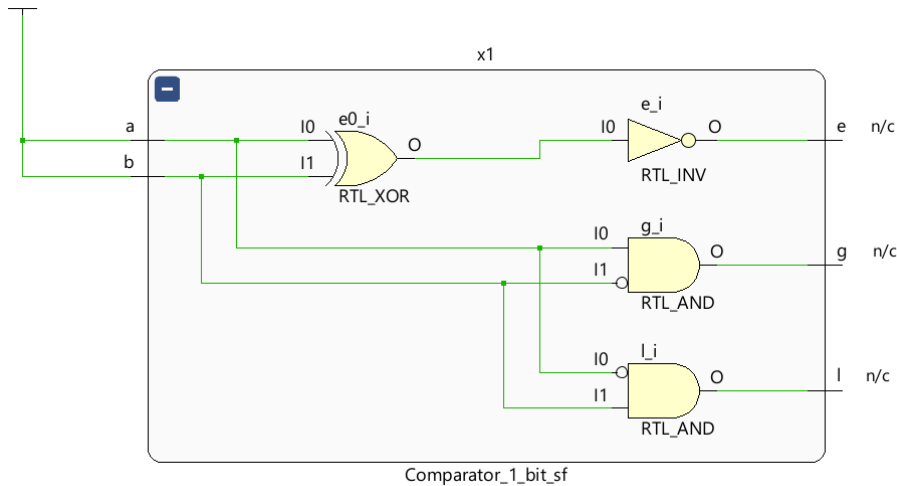 x1
a
b
I0
I1
e0_i
O
RTL_XOR
I0
e_i
O
RTL_INV
e
n/c
I0
I1
g_i
O
RTL_AND
g
n/c
I0
I1
l_i
O
RTL_AND
l
n/c
Comparator_1_bit_sf